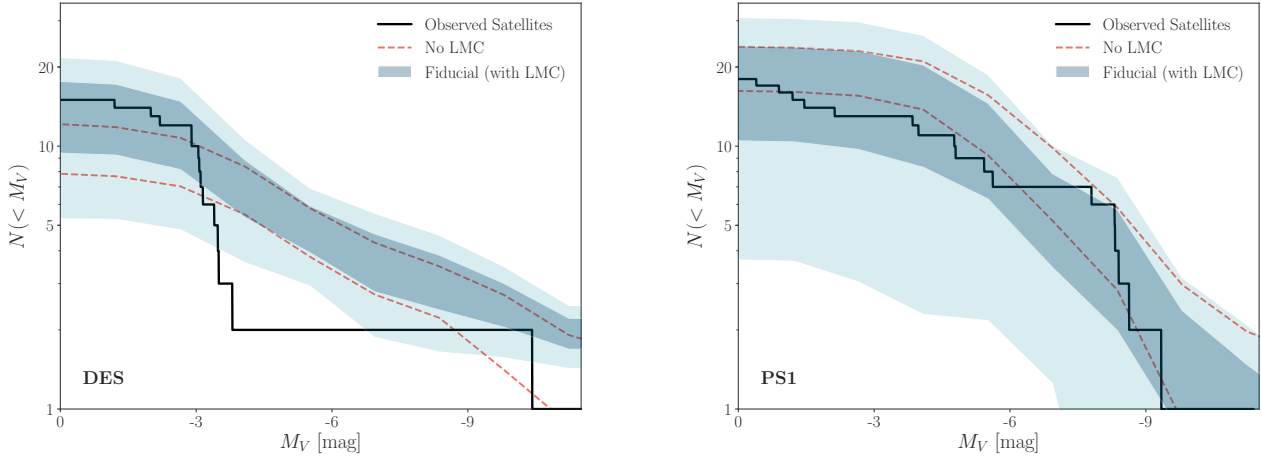 Observed Satellites
No LMC
Fiducial (with LMC)
20
10
5
1
N(< M_V)
DES
0
-3
-6
-9
M_V [mag]
Observed Satellites
No LMC
Fiducial (with LMC)
20
10
5
1
N(< M_V)
PS1
0
-3
-6
-9
M_V [mag]